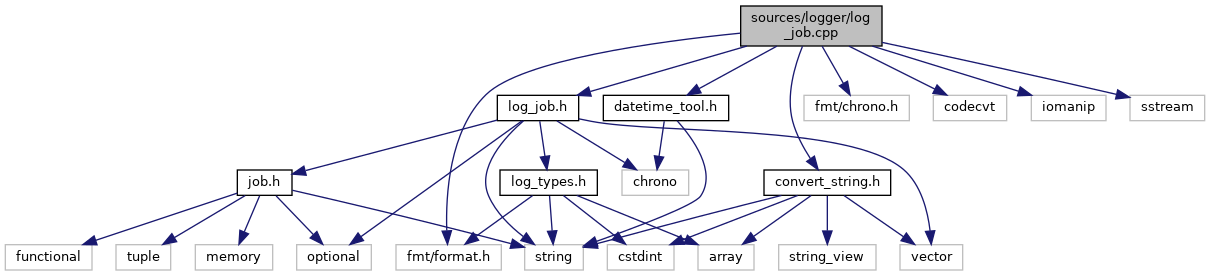 sources/logger/log
_job.cpp
log_job.h
datetime_tool.h
fmt/chrono.h
codecvt
iomanip
sstream
job.h
log_types.h
chrono
convert_string.h
functional
tuple
memory
optional
fmt/format.h
string
cstdint
array
string_view
vector